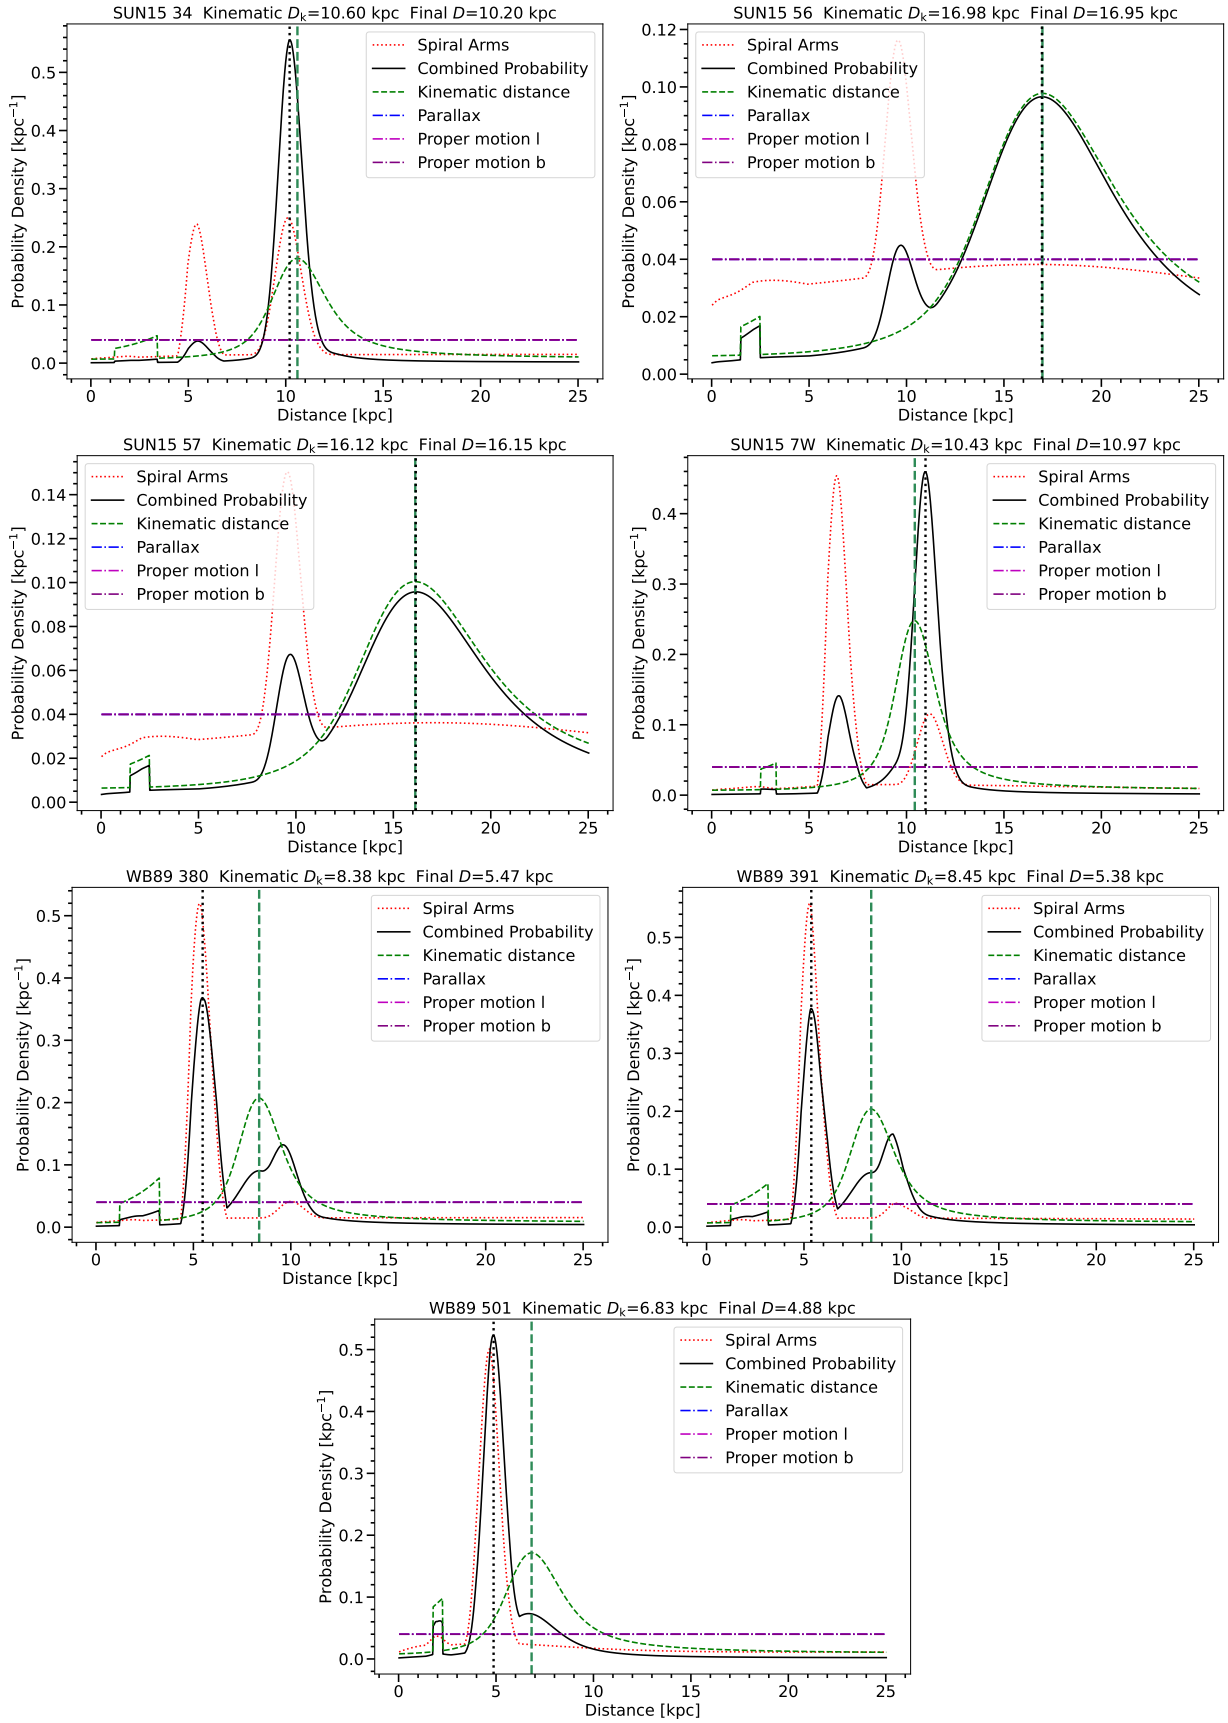 SUN15 34 Kinematic Dk=10.60 kpc Final D=10.20 kpc
Probability Density [kpc−1]
0.5
0.4
0.3
0.2
0.1
0.0
Spiral Arms
Combined Probability
Kinematic distance
Parallax
Proper motion l
Proper motion b
0 5 10 15 20 25
Distance [kpc]
SUN15 56 Kinematic Dk=16.98 kpc Final D=16.95 kpc
Probability Density [kpc−1]
0.12
0.10
0.08
0.06
0.04
0.02
0.00
Spiral Arms
Combined Probability
Kinematic distance
Parallax
Proper motion l
Proper motion b
0 5 10 15 20 25
Distance [kpc]
SUN15 57 Kinematic Dk=16.12 kpc Final D=16.15 kpc
Probability Density [kpc−1]
0.14
0.12
0.10
0.08
0.06
0.04
0.02
0.00
Spiral Arms
Combined Probability
Kinematic distance
Parallax
Proper motion l
Proper motion b
0 5 10 15 20 25
Distance [kpc]
SUN15 7W Kinematic Dk=10.43 kpc Final D=10.97 kpc
Probability Density [kpc−1]
0.4
0.3
0.2
0.1
0.0
Spiral Arms
Combined Probability
Kinematic distance
Parallax
Proper motion l
Proper motion b
0 5 10 15 20 25
Distance [kpc]
WB89 380 Kinematic Dk=8.38 kpc Final D=5.47 kpc
Probability Density [kpc−1]
0.5
0.4
0.3
0.2
0.1
0.0
Spiral Arms
Combined Probability
Kinematic distance
Parallax
Proper motion l
Proper motion b
0 5 10 15 20 25
Distance [kpc]
WB89 391 Kinematic Dk=8.45 kpc Final D=5.38 kpc
Probability Density [kpc−1]
0.5
0.4
0.3
0.2
0.1
0.0
Spiral Arms
Combined Probability
Kinematic distance
Parallax
Proper motion l
Proper motion b
0 5 10 15 20 25
Distance [kpc]
WB89 501 Kinematic Dk=6.83 kpc Final D=4.88 kpc
Probability Density [kpc−1]
0.5
0.4
0.3
0.2
0.1
0.0
Spiral Arms
Combined Probability
Kinematic distance
Parallax
Proper motion l
Proper motion b
0 5 10 15 20 25
Distance [kpc]